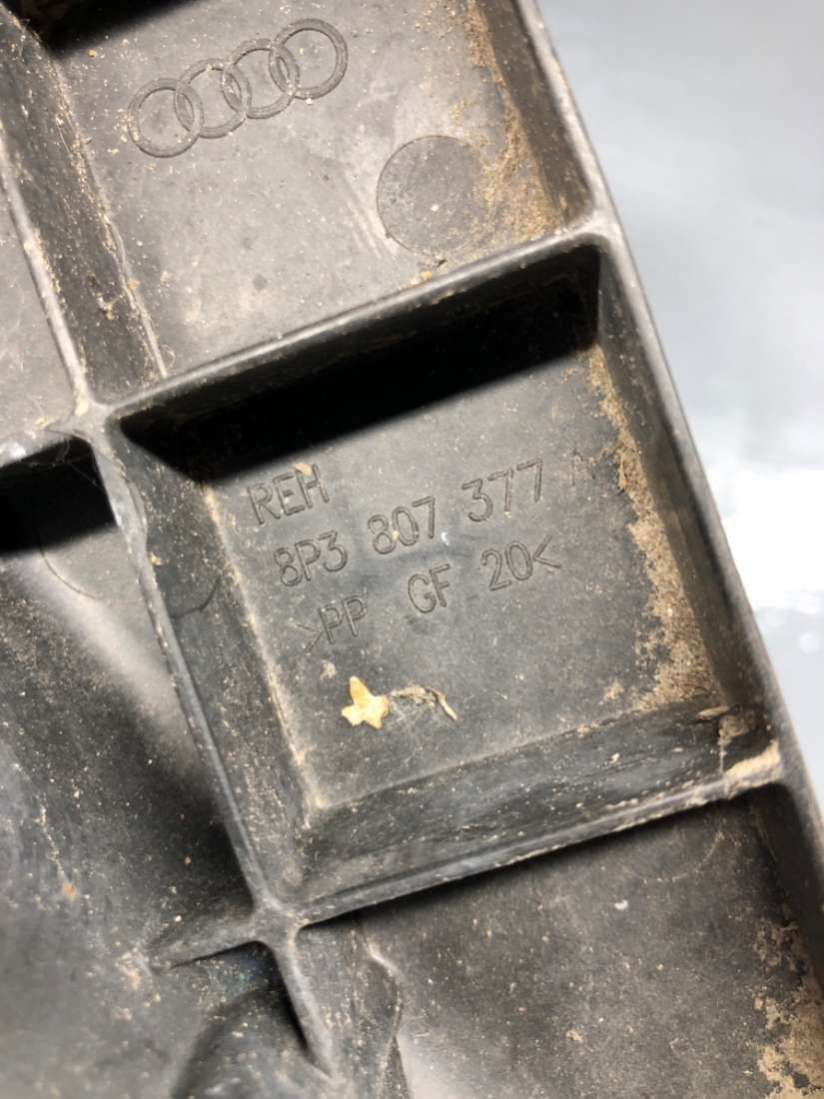 REH
8P3 807 377 A
>PP GF 20<